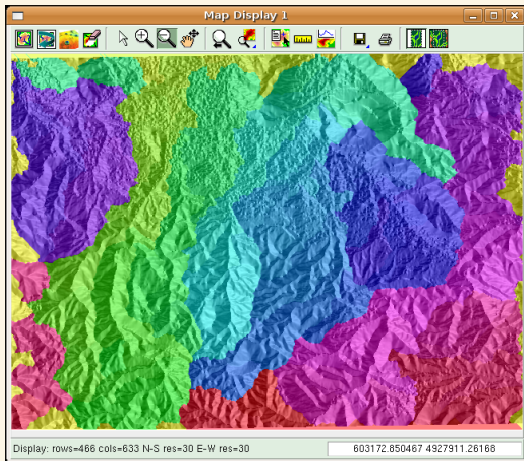 Map Display 1
Display: rows=466 cols=633 N-S res=30 E-W res=30
603172.850467 4927911.26168